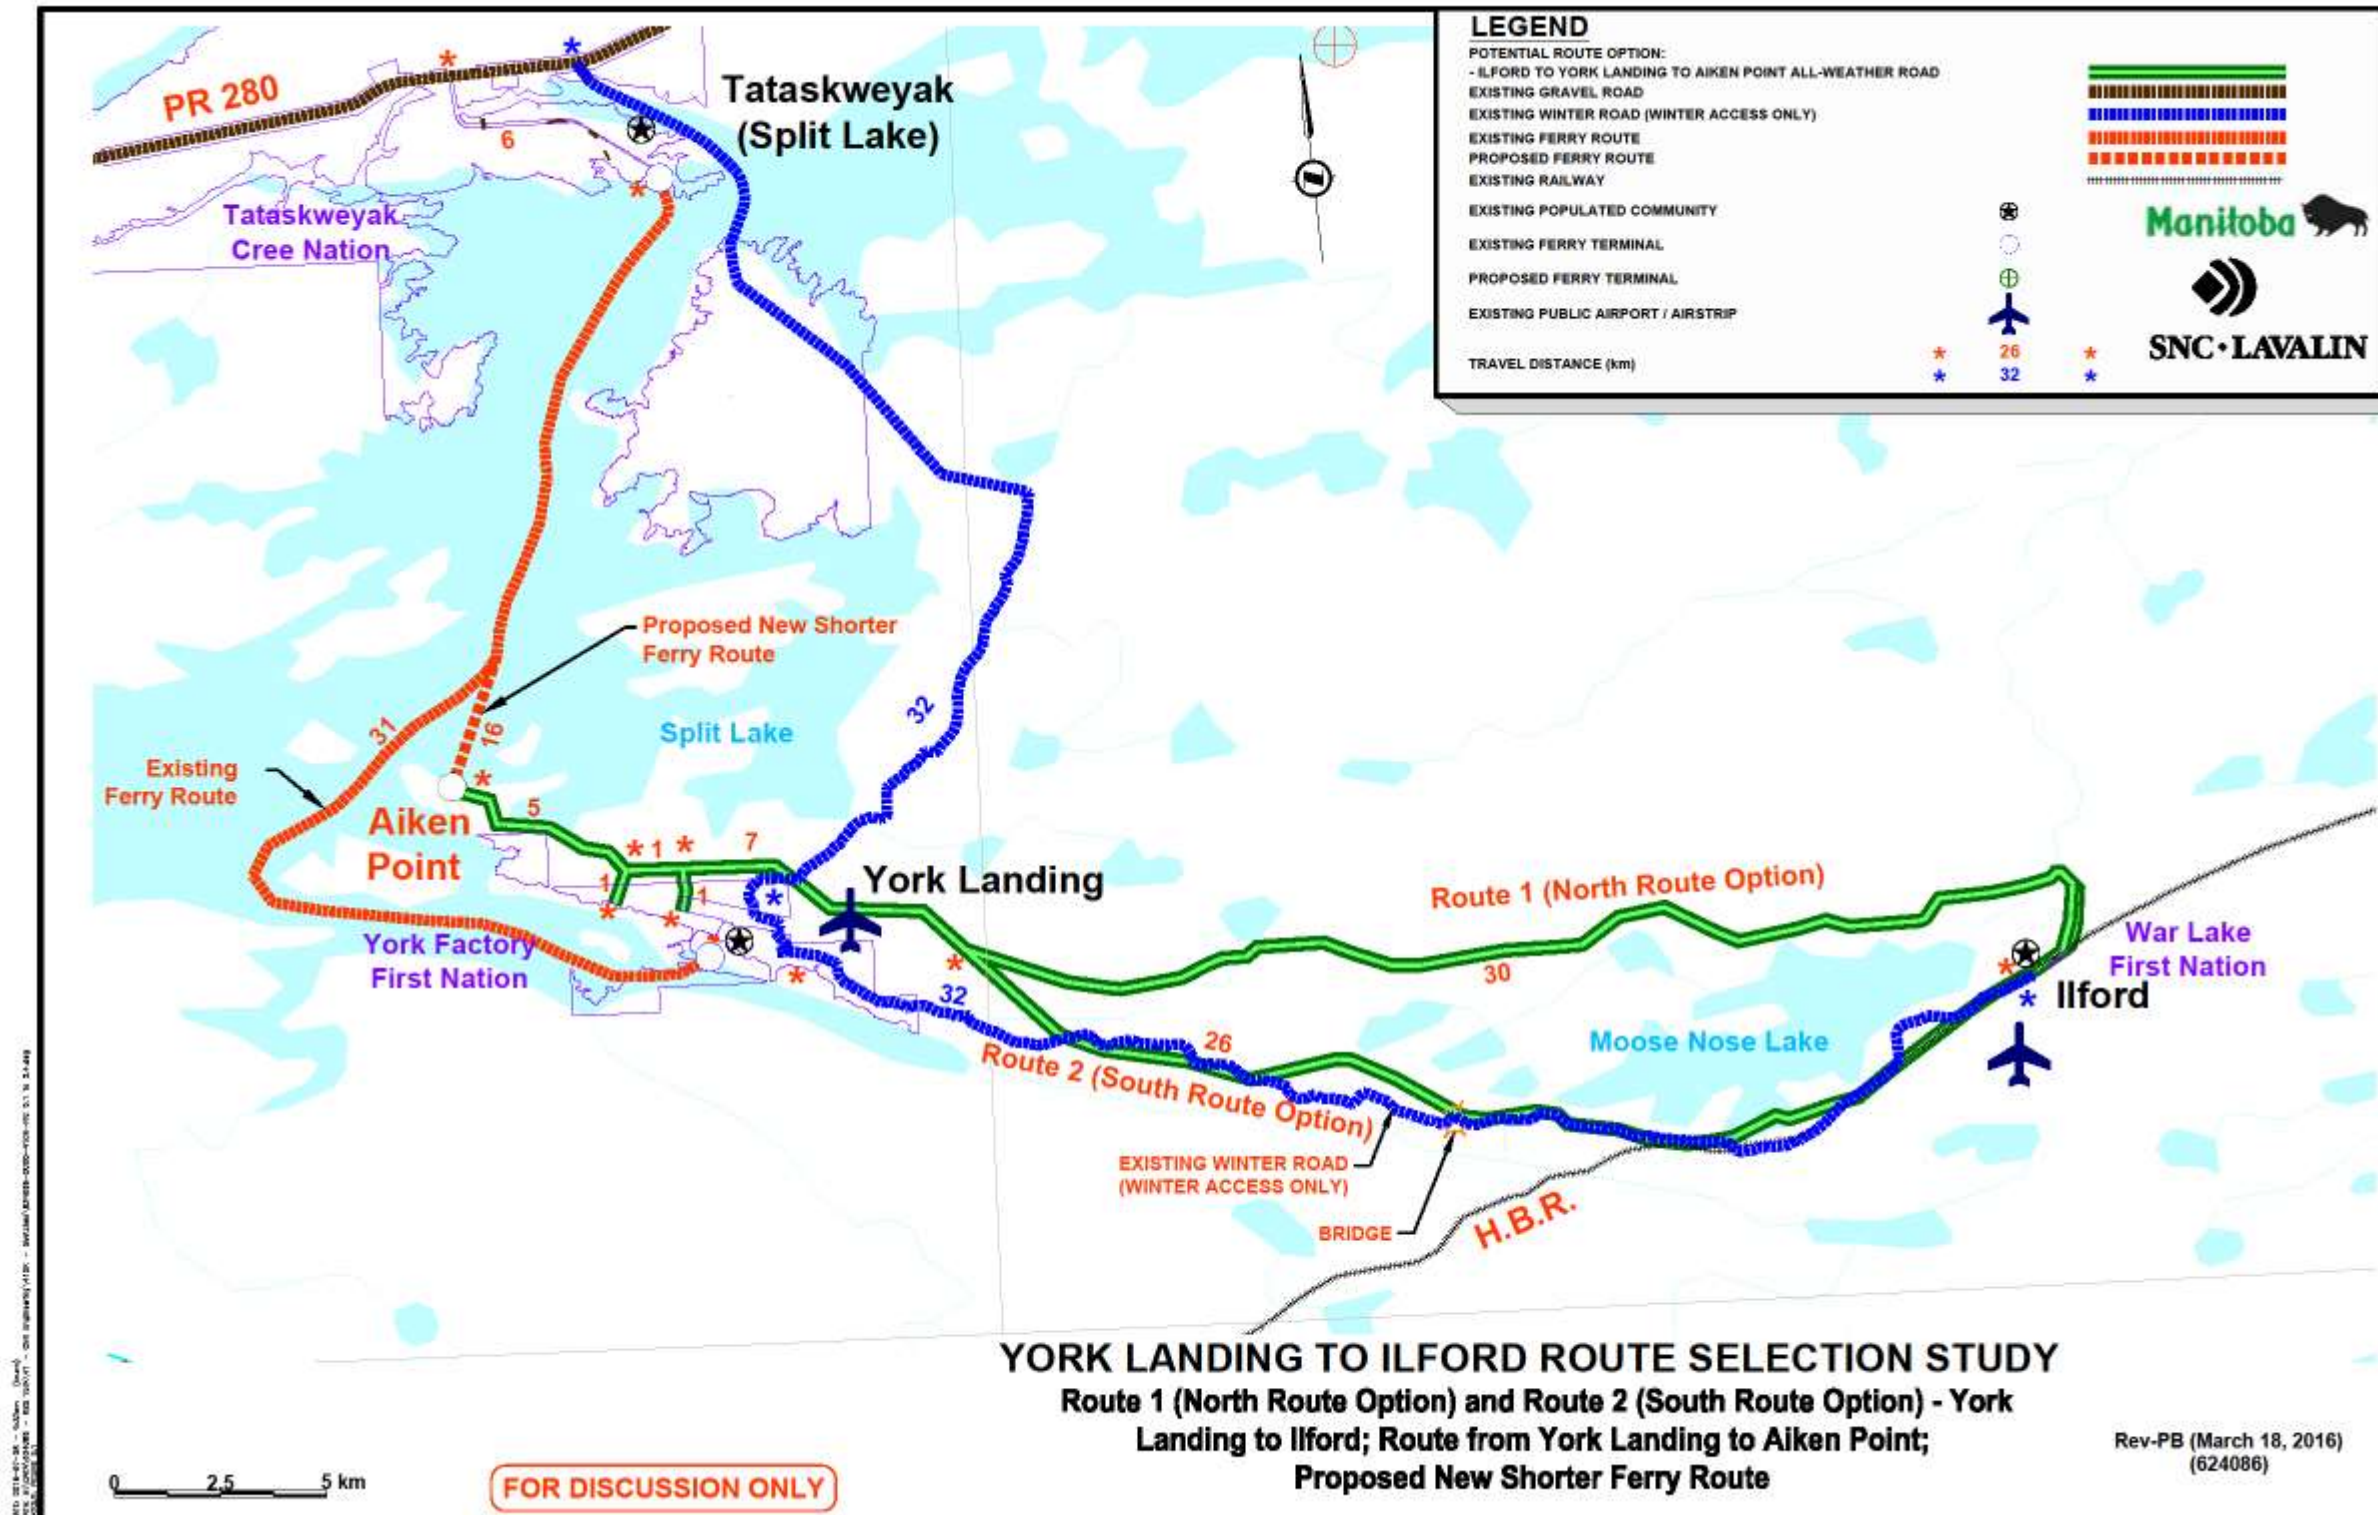 LEGEND
POTENTIAL ROUTE OPTION:
- ILFORD TO YORK LANDING TO AIKEN POINT ALL-WEATHER ROAD
EXISTING GRAVEL ROAD
EXISTING WINTER ROAD (WINTER ACCESS ONLY)
EXISTING FERRY ROUTE
PROPOSED FERRY ROUTE
EXISTING RAILWAY
EXISTING POPULATED COMMUNITY
EXISTING FERRY TERMINAL
PROPOSED FERRY TERMINAL
EXISTING PUBLIC AIRPORT / AIRSTRIP
TRAVEL DISTANCE (km)
* 26 *
* 32 *
Manitoba
SNC•LAVALIN
PR 280
*
*
Tataskweyak
(Split Lake)
6
*
Tataskweyak
Cree Nation
Proposed New Shorter
Ferry Route
31
16
32
Split Lake
Existing
Ferry Route
*
5
Aiken
Point
* 1 *
7
1
1
*
*
*
York Landing
York Factory
First Nation
*
*
32
Route 1 (North Route Option)
30
War Lake
First Nation
*
*
Ilford
Moose Nose Lake
26
Route 2 (South Route Option)
EXISTING WINTER ROAD
(WINTER ACCESS ONLY)
BRIDGE
H.B.R.
YORK LANDING TO ILFORD ROUTE SELECTION STUDY
Route 1 (North Route Option) and Route 2 (South Route Option) - York
Landing to Ilford; Route from York Landing to Aiken Point;
Proposed New Shorter Ferry Route
Rev-PB (March 18, 2016)
(624086)
0 2.5 5 km
FOR DISCUSSION ONLY